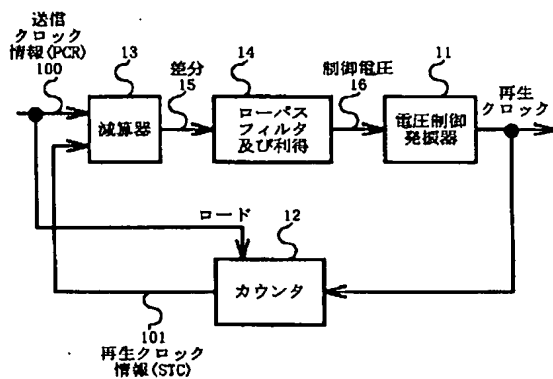 送信
クロック
情報(PCR)
100
13
減算器
差分
15
14
ローパス
フィルタ
及び利得
制御電圧
16
11
電圧制御
発振器
再生
クロック
ロード
12
カウンタ
101
再生クロック
情報(STC)